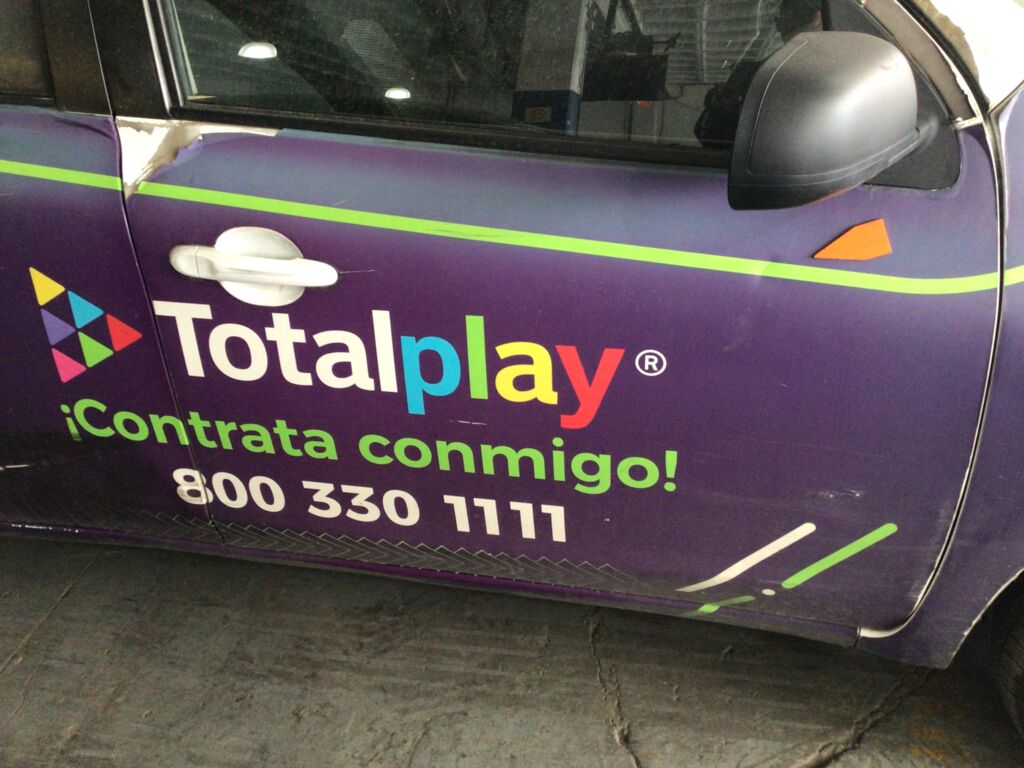 Totalplay®
¡Contrata conmigo!
800 330 1111